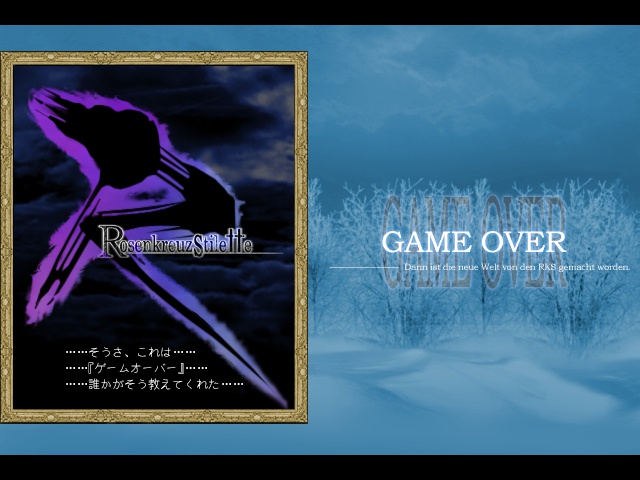 RosenkreuzStilette
……そうさ、これは……
……『ゲームオーバー』……
……誰かがそう教えてくれた……
GAME OVER
GAME OVER
Dann ist die neue Welt von den RKS gemacht worden.